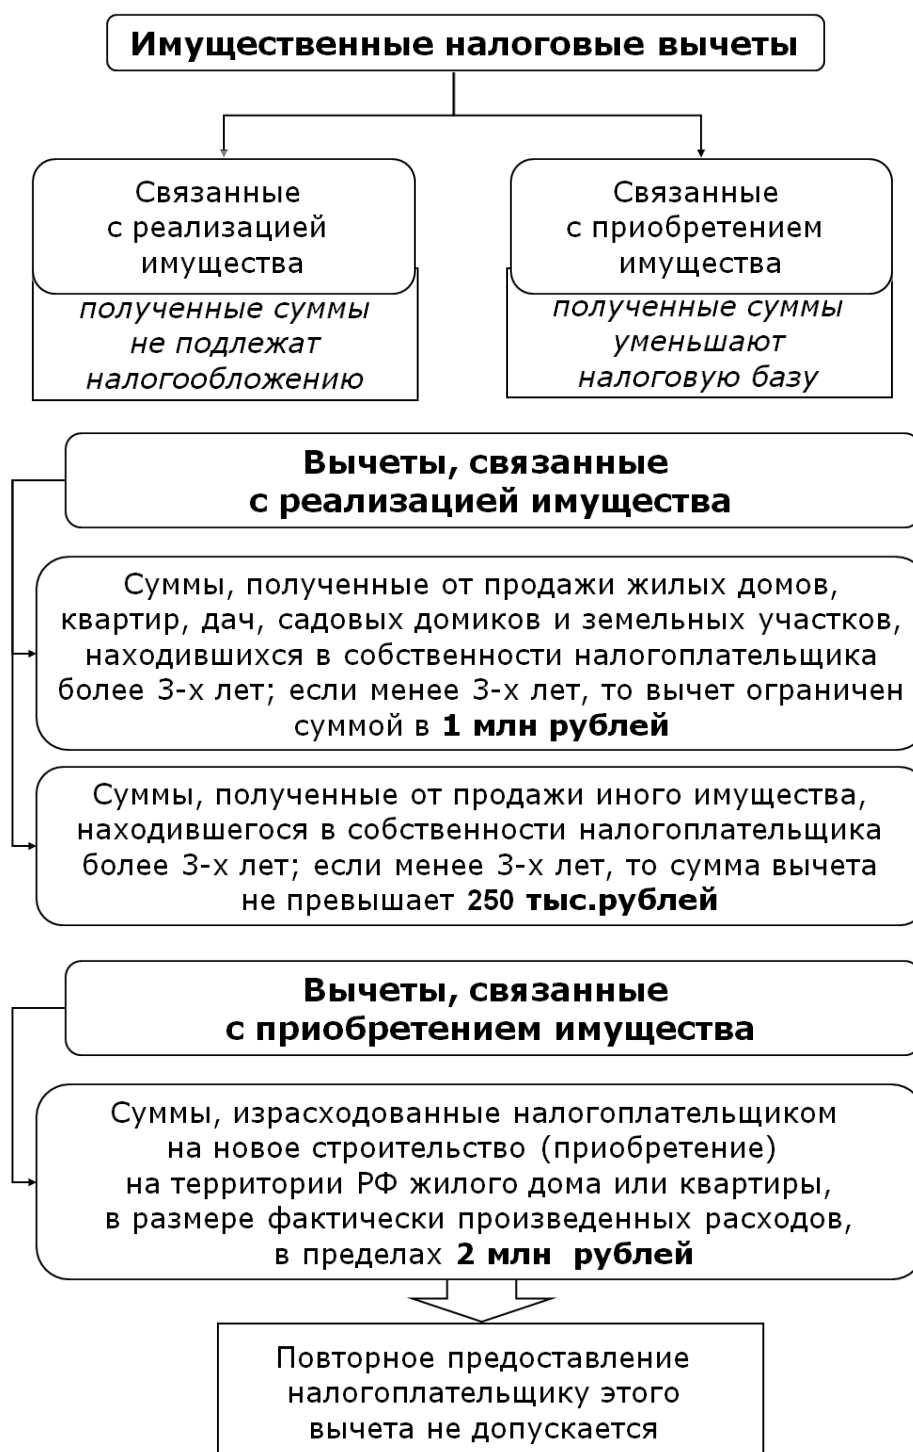 Имущественные налоговые вычеты
Связанные
с реализацией
имущества
полученные суммы
не подлежат
налогообложению
Связанные
с приобретением
имущества
полученные суммы
уменьшают
налоговую базу
Вычеты, связанные
с реализацией имущества
Суммы, полученные от продажи жилых домов,
квартир, дач, садовых домиков и земельных участков,
находившихся в собственности налогоплательщика
более 3-х лет; если менее 3-х лет, то вычет ограничен
суммой в 1 млн рублей
Суммы, полученные от продажи иного имущества,
находившегося в собственности налогоплательщика
более 3-х лет; если менее 3-х лет, то сумма вычета
не превышает 250 тыс.рублей
Вычеты, связанные
с приобретением имущества
Суммы, израсходованные налогоплательщиком
на новое строительство (приобретение)
на территории РФ жилого дома или квартиры,
в размере фактически произведенных расходов,
в пределах 2 млн рублей
Повторное предоставление
налогоплательщику этого
вычета не допускается